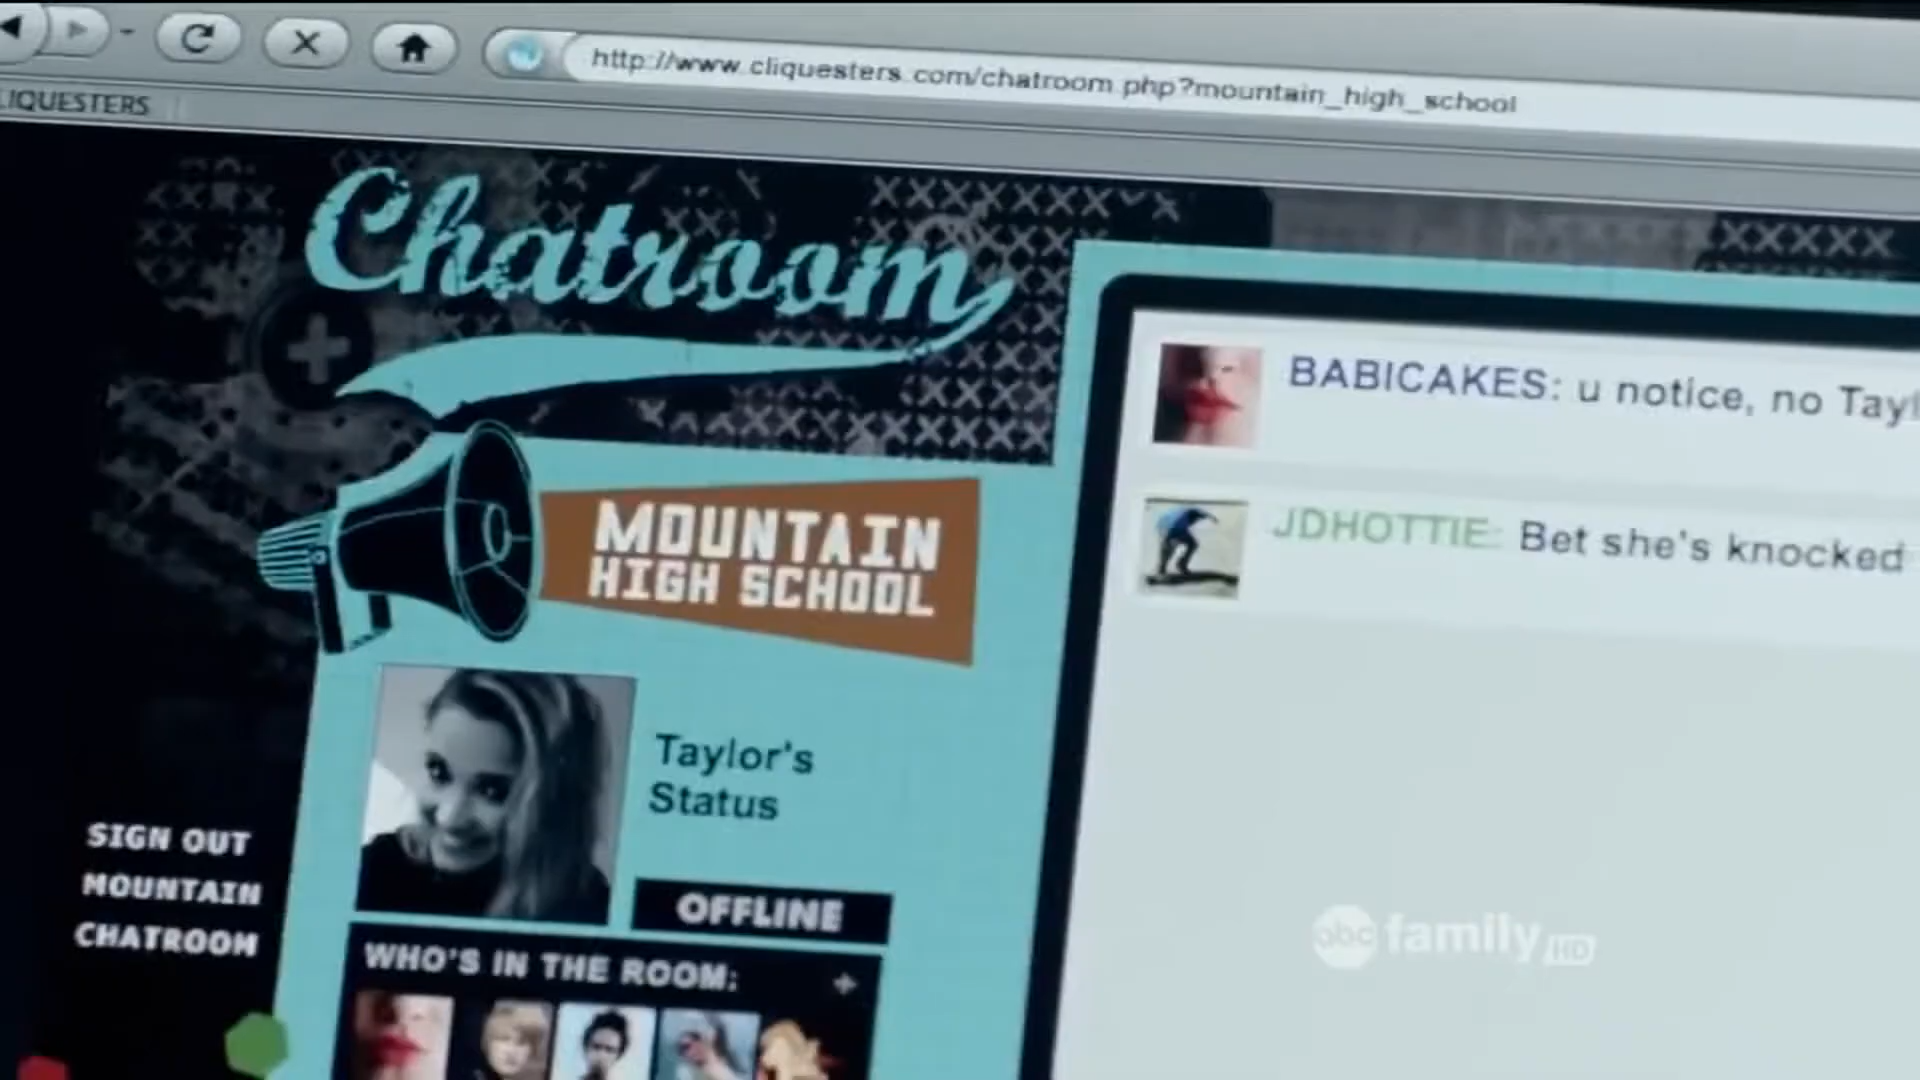 http://www.cliquesters.com/chatroom.php?mountain_high_school
LIQUESTERS
Chatroom
MOUNTAIN
HIGH SCHOOL
BABICAKES: u notice, no Tayl
JDHOTTIE: Bet she's knocked
Taylor's
Status
OFFLINE
SIGN OUT
MOUNTAIN
CHATROOM
WHO'S IN THE ROOM:
abc family HD